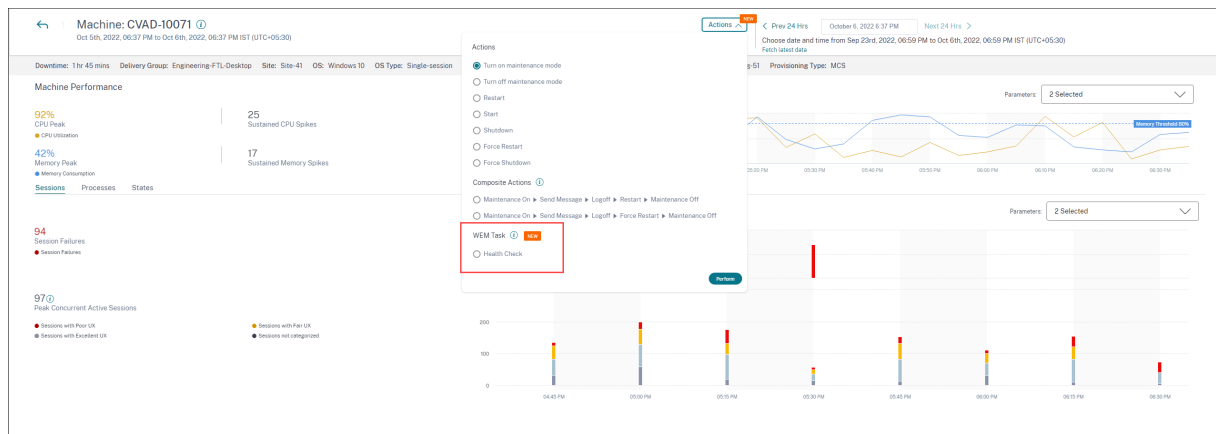 Machine: CVAD-10071
Oct 5th, 2022, 06:37 PM to Oct 6th, 2022, 06:37 PM IST (UTC+05:30)
Actions
NEW
Prev 24 Hrs
October 6, 2022 6:37 PM
Next 24 Hrs
Choose date and time from Sep 23rd, 2022, 06:59 PM to Oct 6th, 2022, 06:59 PM IST (UTC+05:30)
Fetch latest data
Downtime: 1 hr 45 mins Delivery Group: Engineering-FTL-Desktop Site: Site-41 OS: Windows 10 OS Type: Single-session
g-51 Provisioning Type: MCS
Actions
Turn on maintenance mode
Turn off maintenance mode
Restart
Start
Shutdown
Force Restart
Force Shutdown
Composite Actions
Maintenance On ▶ Send Message ▶ Logoff ▶ Restart ▶ Maintenance Off
Maintenance On ▶ Send Message ▶ Logoff ▶ Force Restart ▶ Maintenance Off
WEM Task NEW
Health Check
Perform
Machine Performance
Parameters: 2 Selected
92%
CPU Peak
CPU Utilization
25
Sustained CPU Spikes
42%
Memory Peak
Memory Consumption
17
Sustained Memory Spikes
Memory Threshold 80%
05:20 PM 05:30 PM 05:40 PM 05:50 PM 06:00 PM 06:10 PM 06:20 PM 06:30 PM
Sessions Processes States
Parameters: 2 Selected
94
Session Failures
Session Failures
97
Peak Concurrent Active Sessions
Sessions with Poor UX
Sessions with Fair UX
Sessions with Excellent UX
Sessions not categorized
200
100
0
04:45 PM 05:00 PM 05:15 PM 05:30 PM 05:45 PM 06:00 PM 06:15 PM 06:30 PM